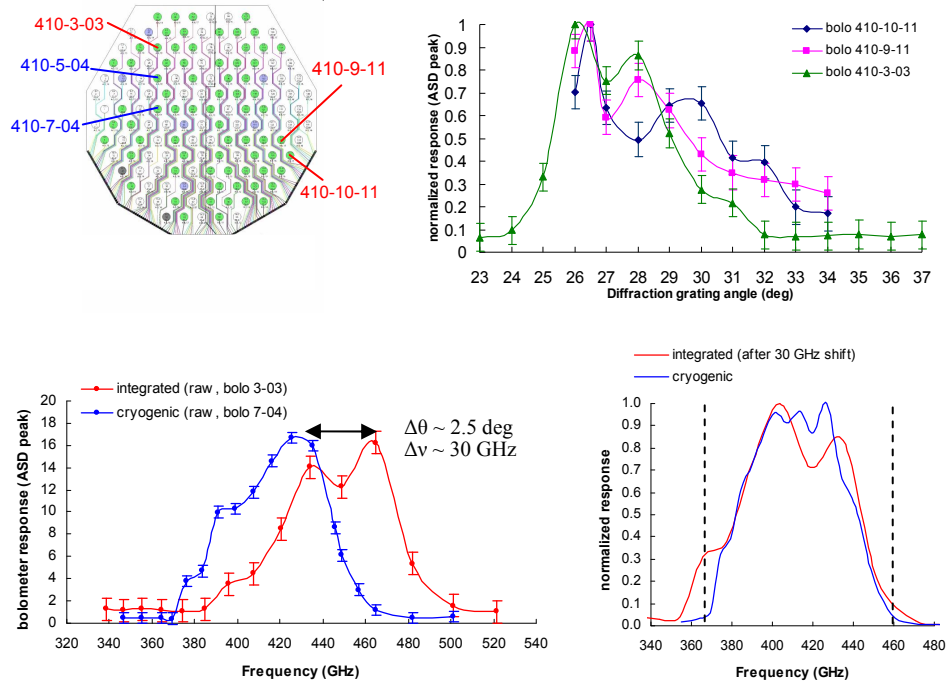 410-3-03
410-5-04
410-7-04
410-9-11
410-10-11
normalized response (ASD peak)
1
0.9
0.8
0.7
0.6
0.5
0.4
0.3
0.2
0.1
0
bolo 410-10-11
bolo 410-9-11
bolo 410-3-03
23 24 25 26 27 28 29 30 31 32 33 34 35 36 37
Diffraction grating angle (deg)
integrated (raw , bolo 3-03)
cryogenic (raw , bolo 7-04)
bolometer response (ASD peak)
20
18
16
14
12
10
8
6
4
2
0
Δθ ~ 2.5 deg
Δν ~ 30 GHz
320 340 360 380 400 420 440 460 480 500 520 540
Frequency (GHz)
integrated (after 30 GHz shift)
cryogenic
normalized response
1.0
0.9
0.8
0.7
0.6
0.5
0.4
0.3
0.2
0.1
0.0
340 360 380 400 420 440 460 480
Frequency (GHz)